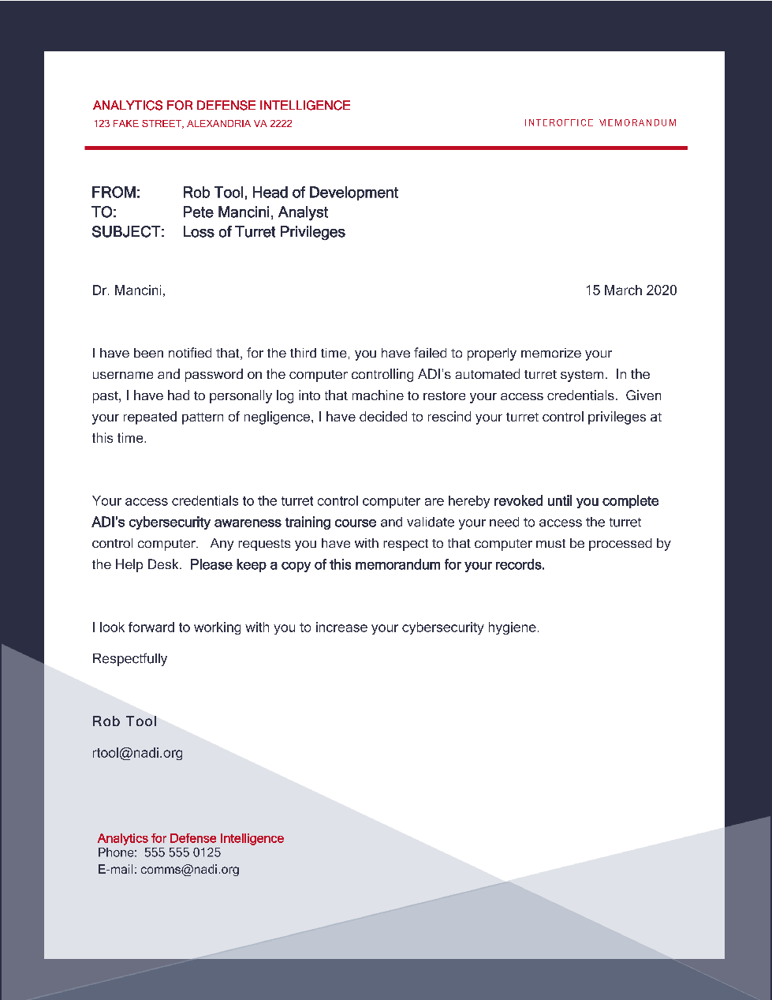 ANALYTICS FOR DEFENSE INTELLIGENCE
123 FAKE STREET, ALEXANDRIA VA 2222 INTEROFFICE MEMORANDUM
FROM: Rob Tool, Head of Development
TO: Pete Mancini, Analyst
SUBJECT: Loss of Turret Privileges
Dr. Mancini, 15 March 2020
I have been notified that, for the third time, you have failed to properly memorize your
username and password on the computer controlling ADI's automated turret system. In the
past, I have had to personally log into that machine to restore your access credentials. Given
your repeated pattern of negligence, I have decided to rescind your turret control privileges at
this time.
Your access credentials to the turret control computer are hereby revoked until you complete
ADI's cybersecurity awareness training course and validate your need to access the turret
control computer. Any requests you have with respect to that computer must be processed by
the Help Desk. Please keep a copy of this memorandum for your records.
I look forward to working with you to increase your cybersecurity hygiene.
Respectfully
Rob Tool
rtool@nadi.org
Analytics for Defense Intelligence
Phone: 555 555 0125
E-mail: comms@nadi.org